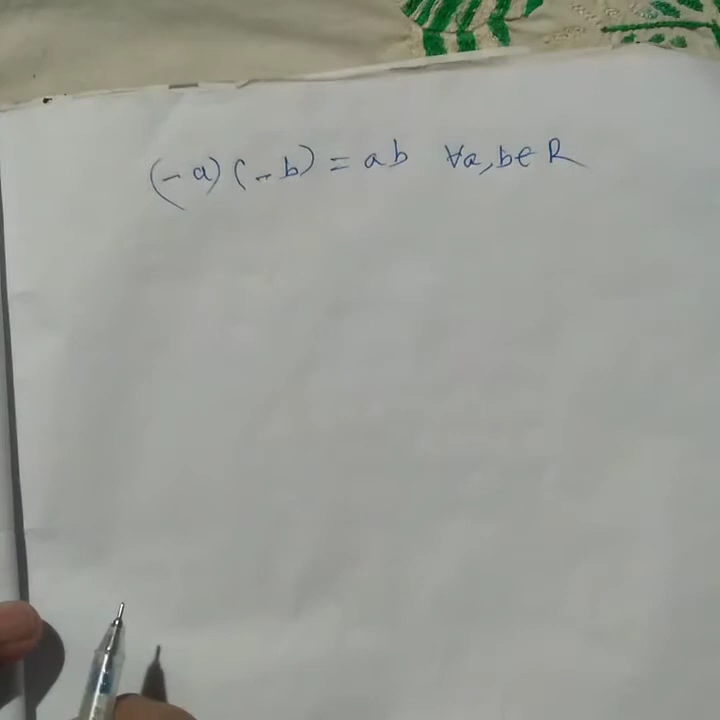 (-a)(-b) = ab ∀a,b∈R